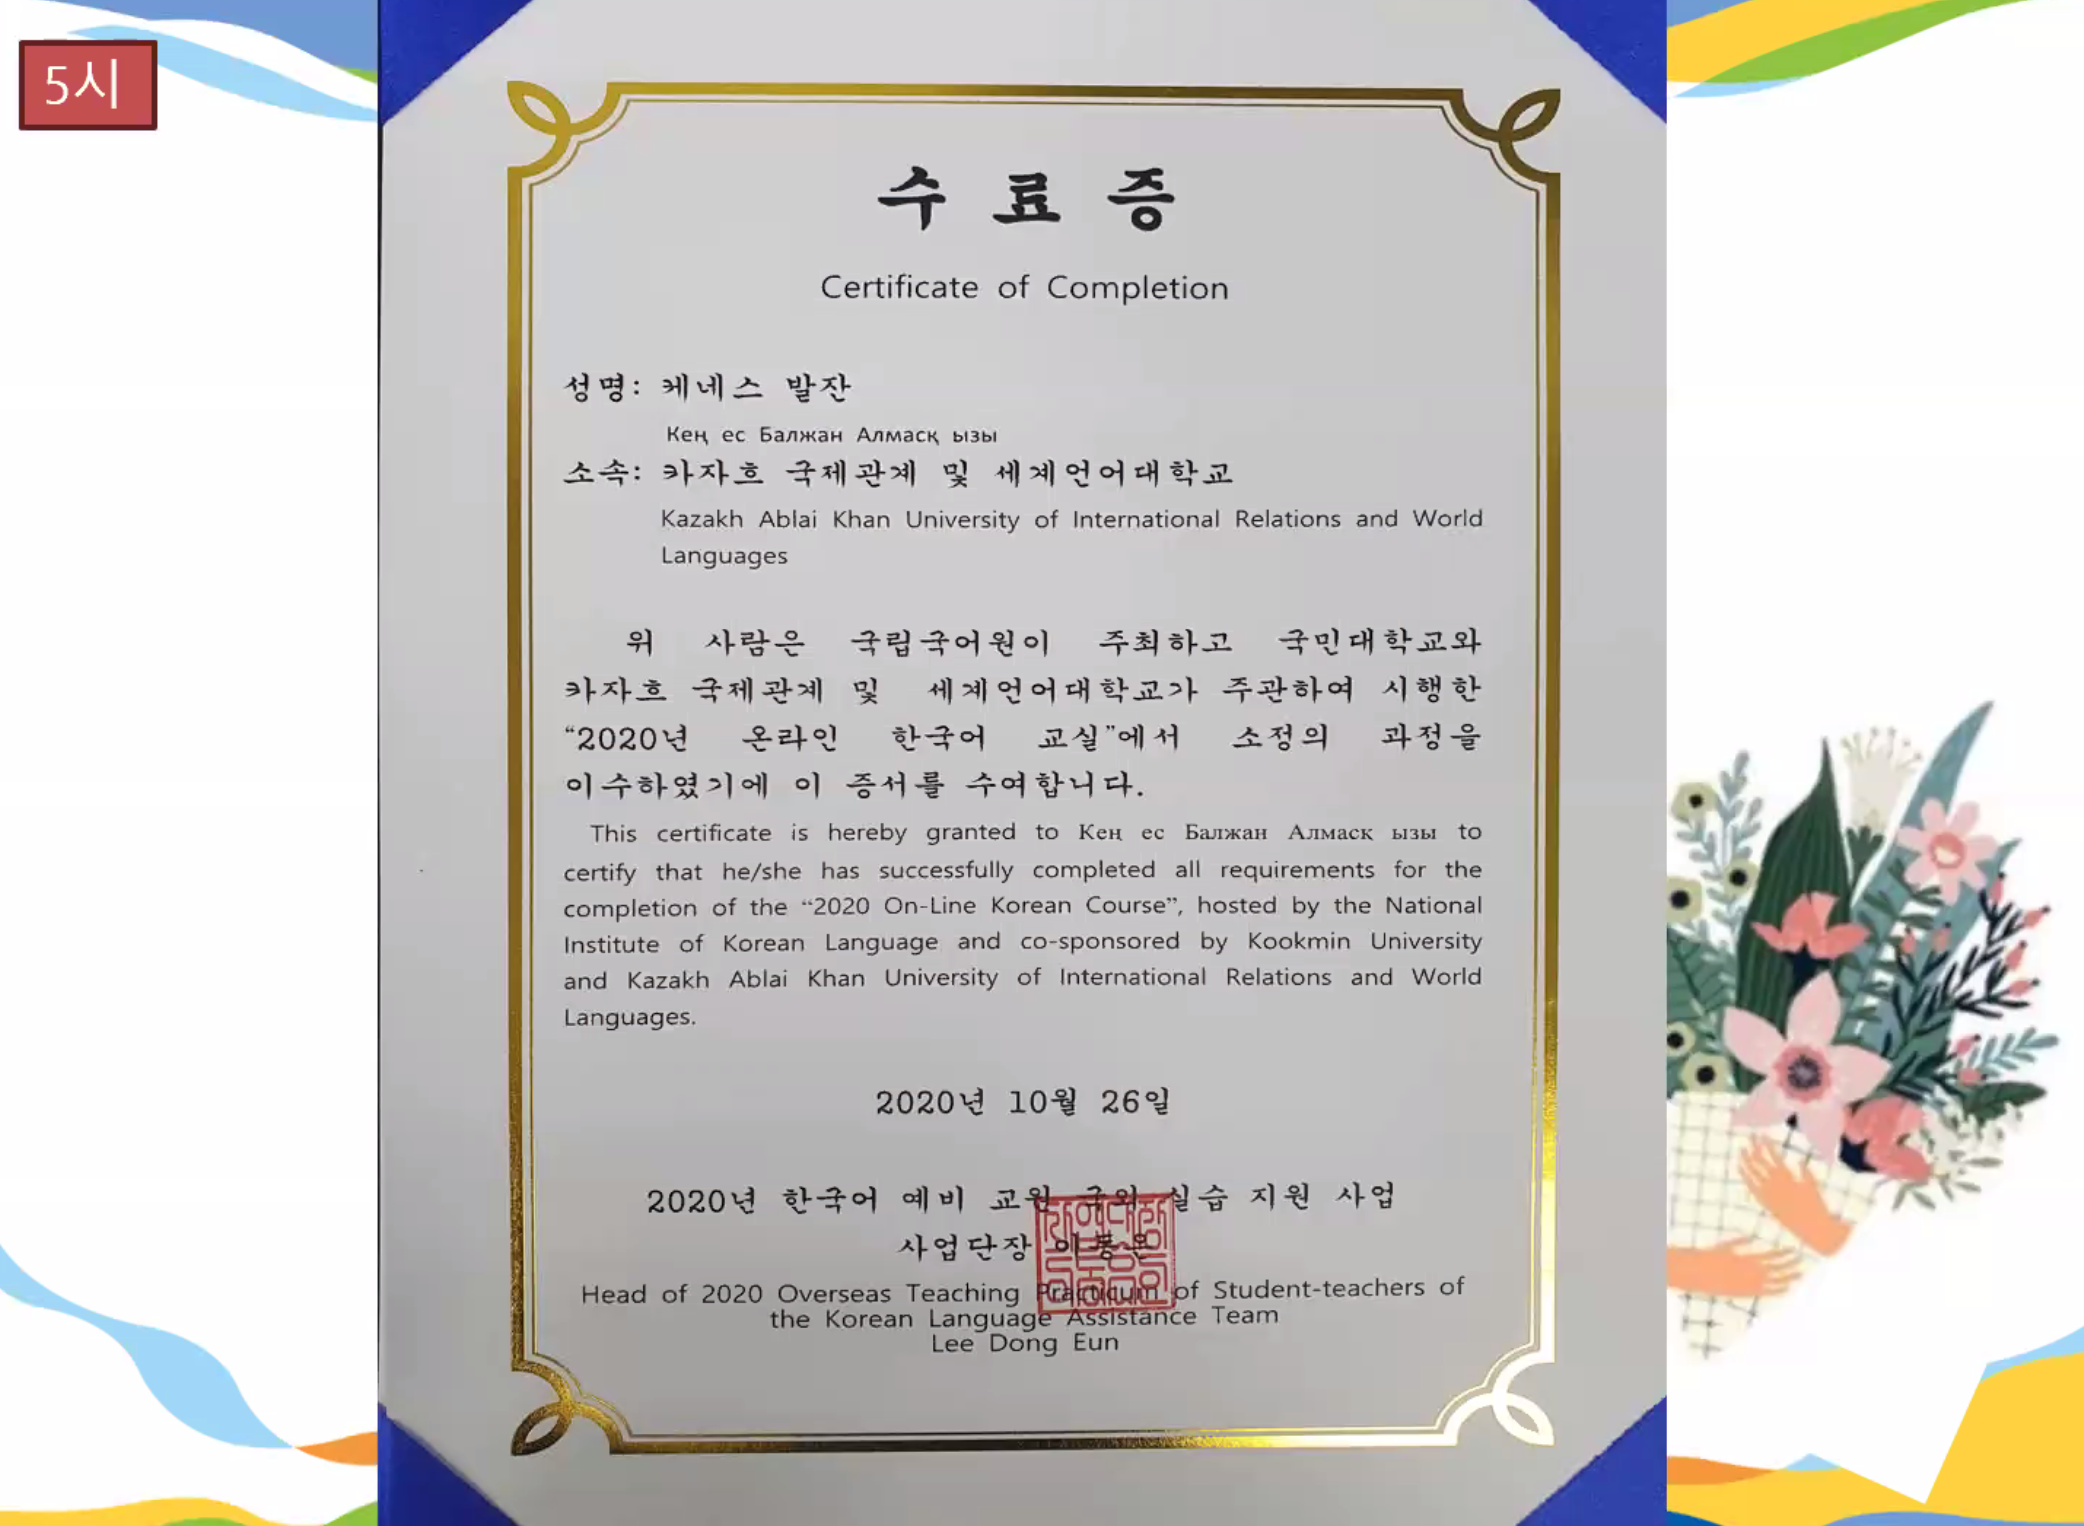 5시
수료증
Certificate of Completion
성명: 케네스 발잔
Кең ес Балжан Алмасқ ызы
소속: 카자흐 국제관계 및 세계언어대학교
Kazakh Ablai Khan University of International Relations and World
Languages
위 사람은 국립국어원이 주최하고 국민대학교와
카자흐 국제관계 및 세계언어대학교가 주관하여 시행한
“2020년 온라인 한국어 교실”에서 소정의 과정을
이수하였기에 이 증서를 수여합니다.
This certificate is hereby granted to Кең ес Балжан Алмасқ ызы to
certify that he/she has successfully completed all requirements for the
completion of the “2020 On-Line Korean Course”, hosted by the National
Institute of Korean Language and co-sponsored by Kookmin University
and Kazakh Ablai Khan University of International Relations and World
Languages.
2020년 10월 26일
2020년 한국어 예비 교원 국외 실습 지원 사업
사업단장 이동은
Head of 2020 Overseas Teaching Practicum of Student-teachers of
the Korean Language Assistance Team
Lee Dong Eun